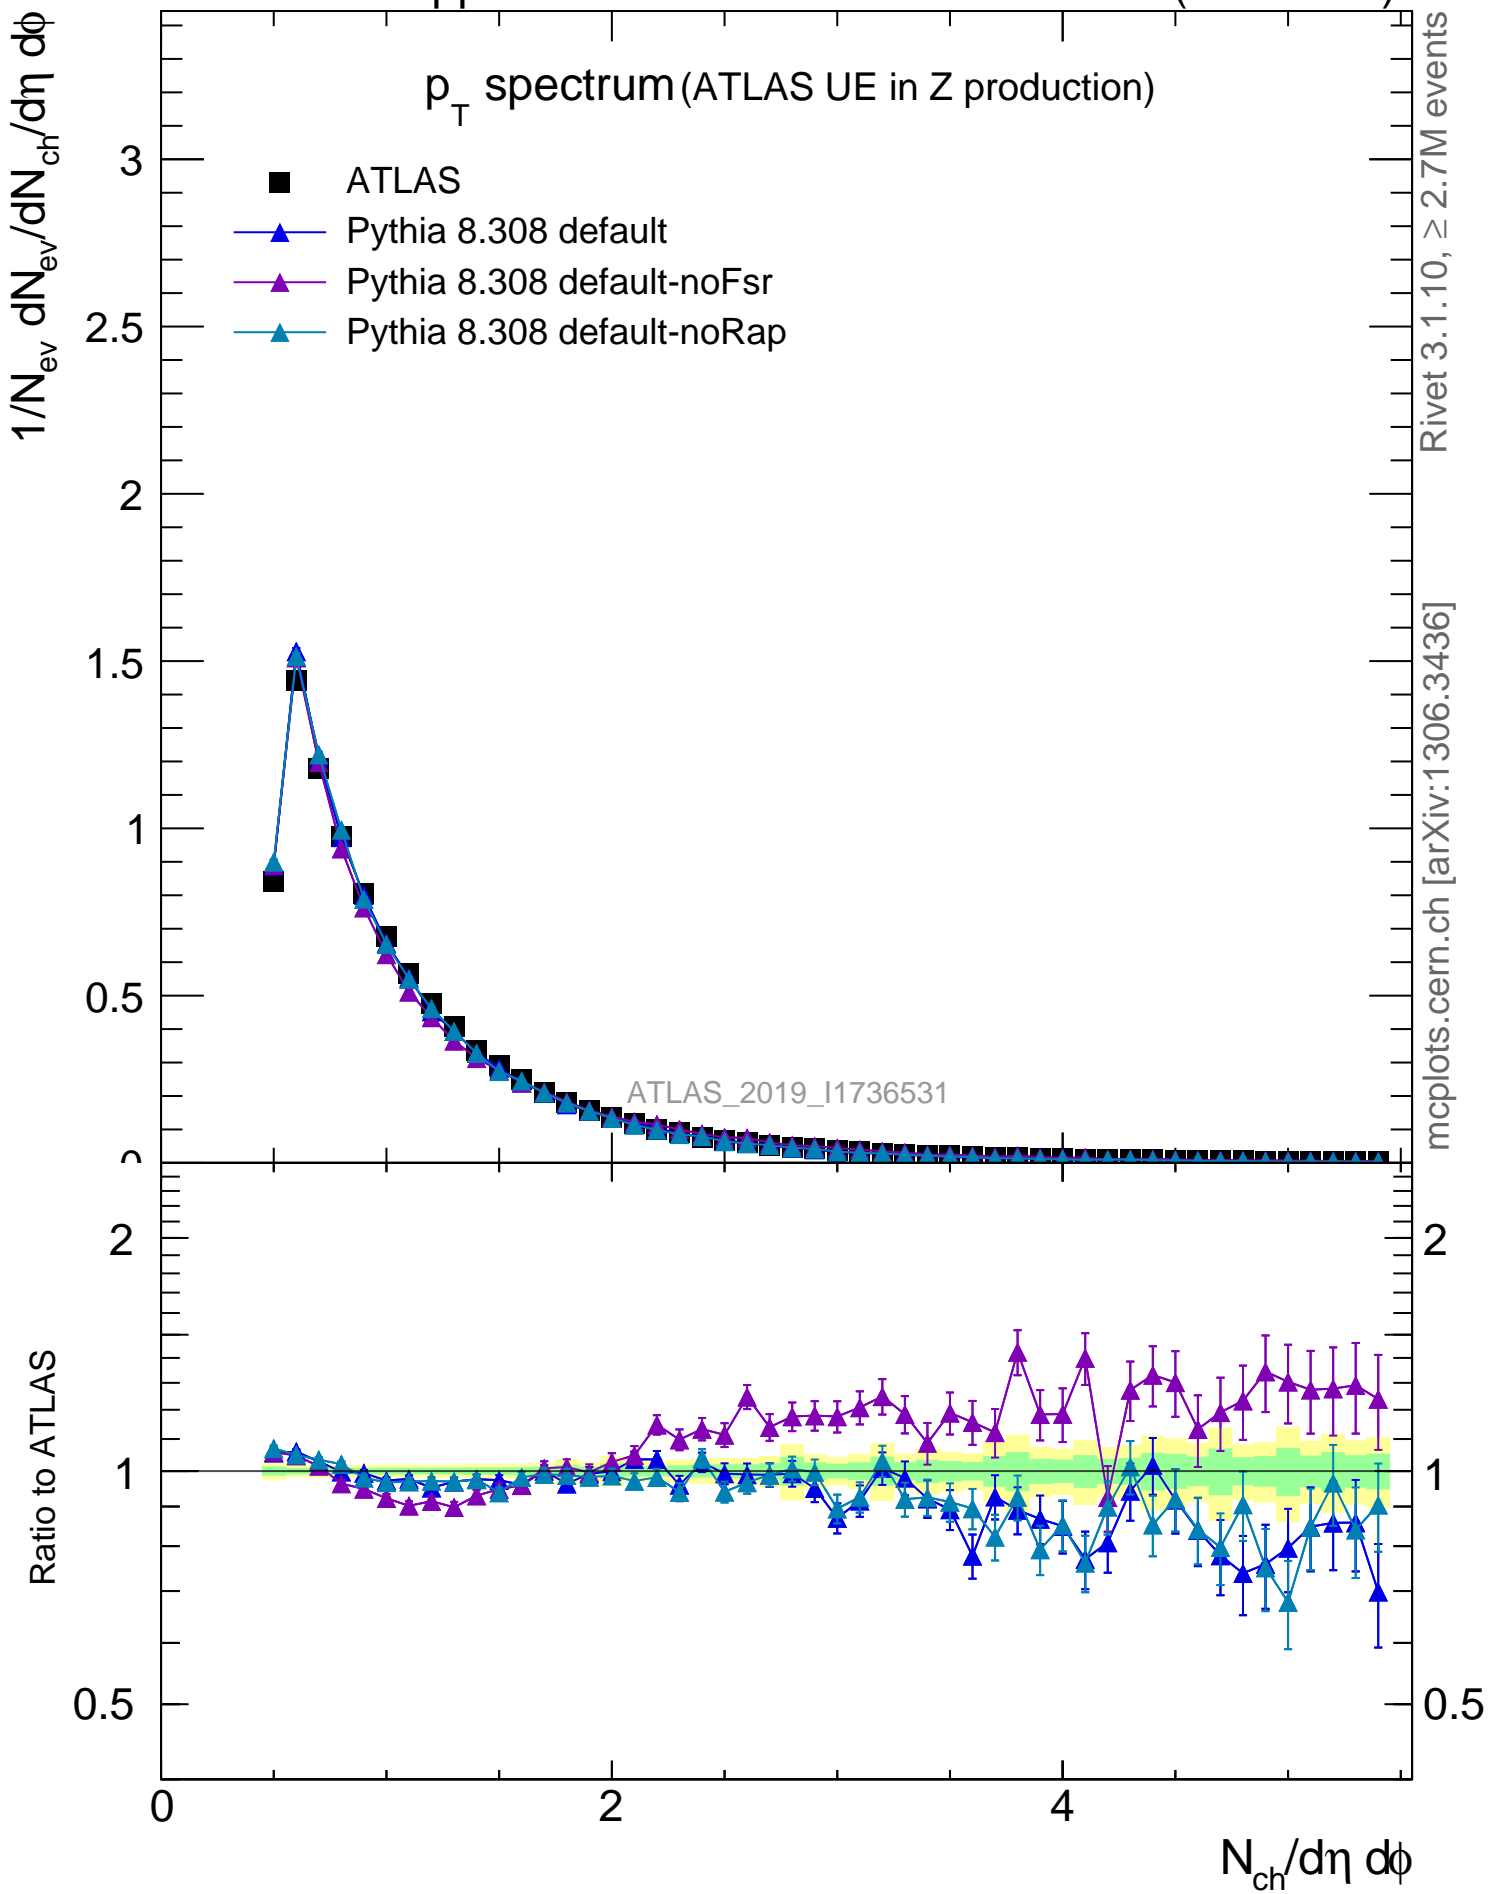 p_T spectrum (ATLAS UE in Z production)
ATLAS
Pythia 8.308 default
Pythia 8.308 default-noFsr
Pythia 8.308 default-noRap
1/N_ev dN_ev/dN_ch/dη dϕ
3
2.5
2
1.5
1
0.5
0
ATLAS_2019_I1736531
Rivet 3.1.10, ≥ 2.7M events
mcplots.cern.ch [arXiv:1306.3436]
Ratio to ATLAS
2
1
0.5
2
1
0.5
0
2
4
N_ch/dη dϕ